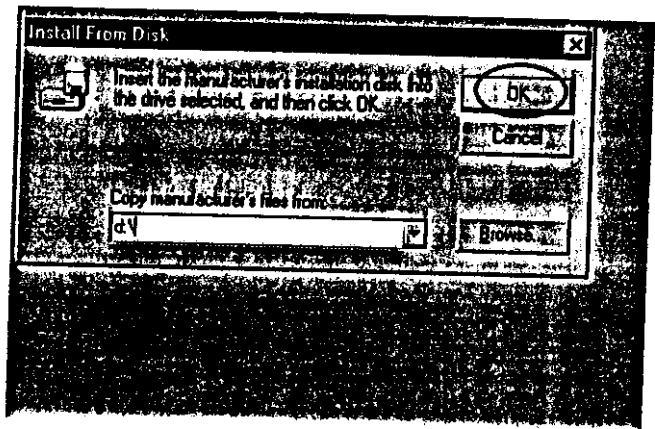 Install From Disk
Insert the manufacturer's installation disk into
the drive selected, and then click OK.
OK
Cancel
Copy manufacturer's files from:
d:\
Browse...